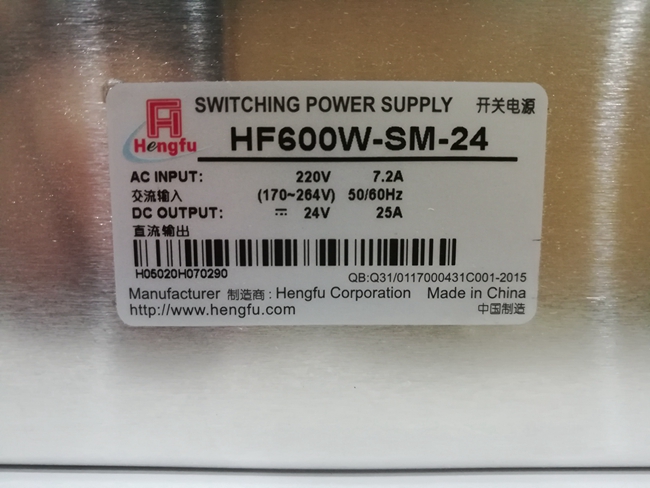 SWITCHING POWER SUPPLY 开关电源
Hengfu
HF600W-SM-24
AC INPUT: 220V 7.2A
交流输入 (170~264V) 50/60Hz
DC OUTPUT: ⎓ 24V 25A
直流输出
H05020H070290
QB:Q31/0117000431C001-2015
Manufacturer 制造商: Hengfu Corporation Made in China
http://www.hengfu.com 中国制造